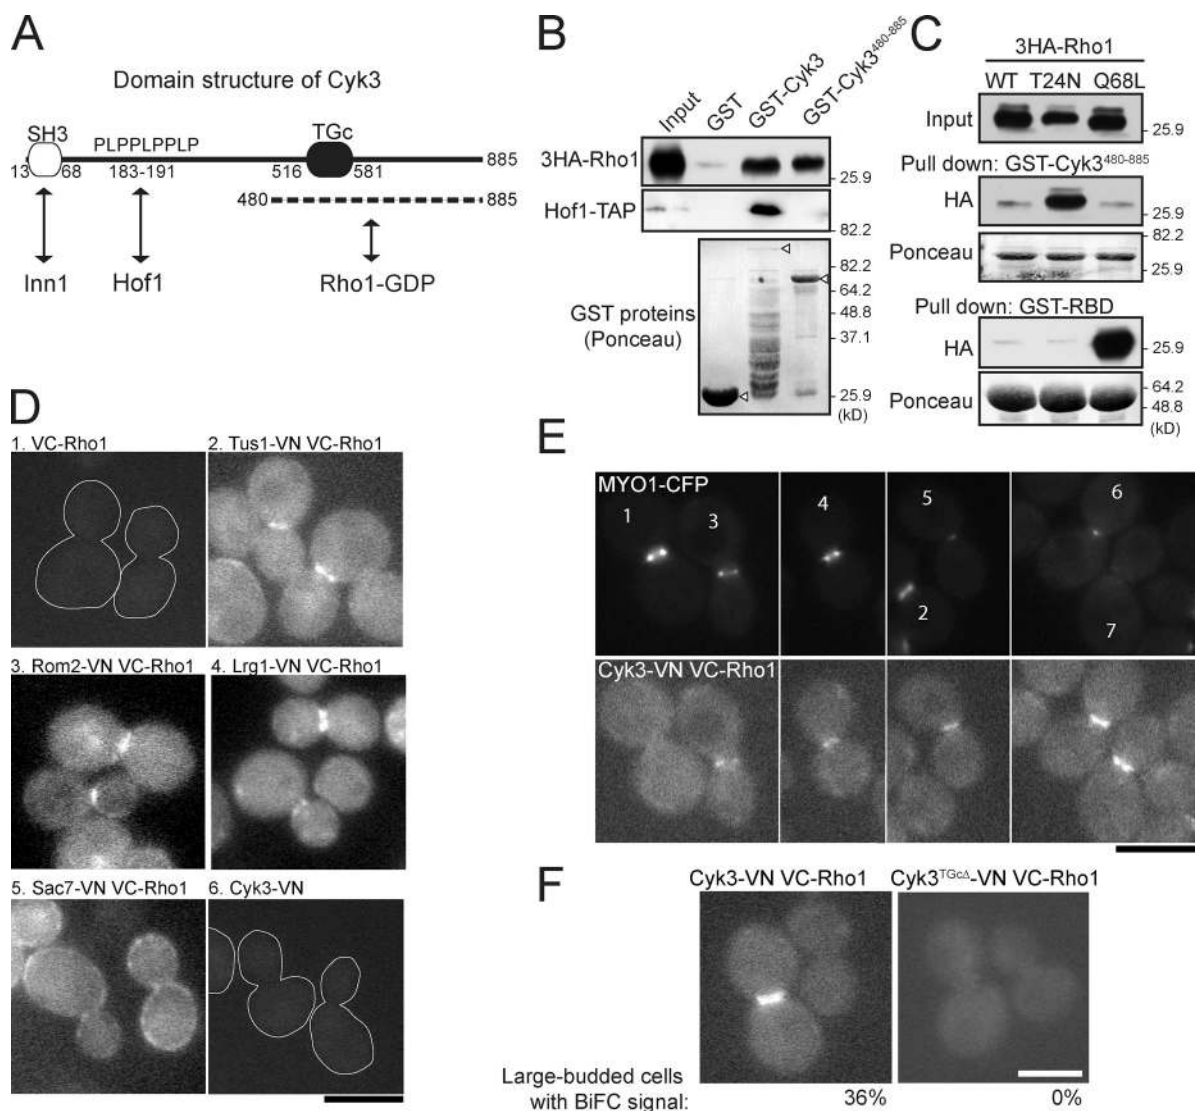 A
Domain structure of Cyk3
SH3
PLPPLPPLP
TGc
13
68
183-191
516
581
885
480
885
Inn1
Hof1
Rho1-GDP
B
Input
GST
GST-Cyk3
GST-Cyk3480-885
3HA-Rho1
25.9
Hof1-TAP
82.2
GST proteins
(Ponceau)
82.2
64.2
48.8
37.1
25.9
(kD)
C
3HA-Rho1
WT T24N Q68L
Input
25.9
Pull down: GST-Cyk3480-885
HA
25.9
82.2
Ponceau
25.9
Pull down: GST-RBD
HA
25.9
64.2
Ponceau
48.8
(kD)
D
1. VC-Rho1
2. Tus1-VN VC-Rho1
3. Rom2-VN VC-Rho1
4. Lrg1-VN VC-Rho1
5. Sac7-VN VC-Rho1
6. Cyk3-VN
E
MYO1-CFP
1
3
4
5
2
6
7
Cyk3-VN VC-Rho1
F
Cyk3-VN VC-Rho1
Cyk3TGcΔ-VN VC-Rho1
Large-budded cells
with BiFC signal:
36%
0%